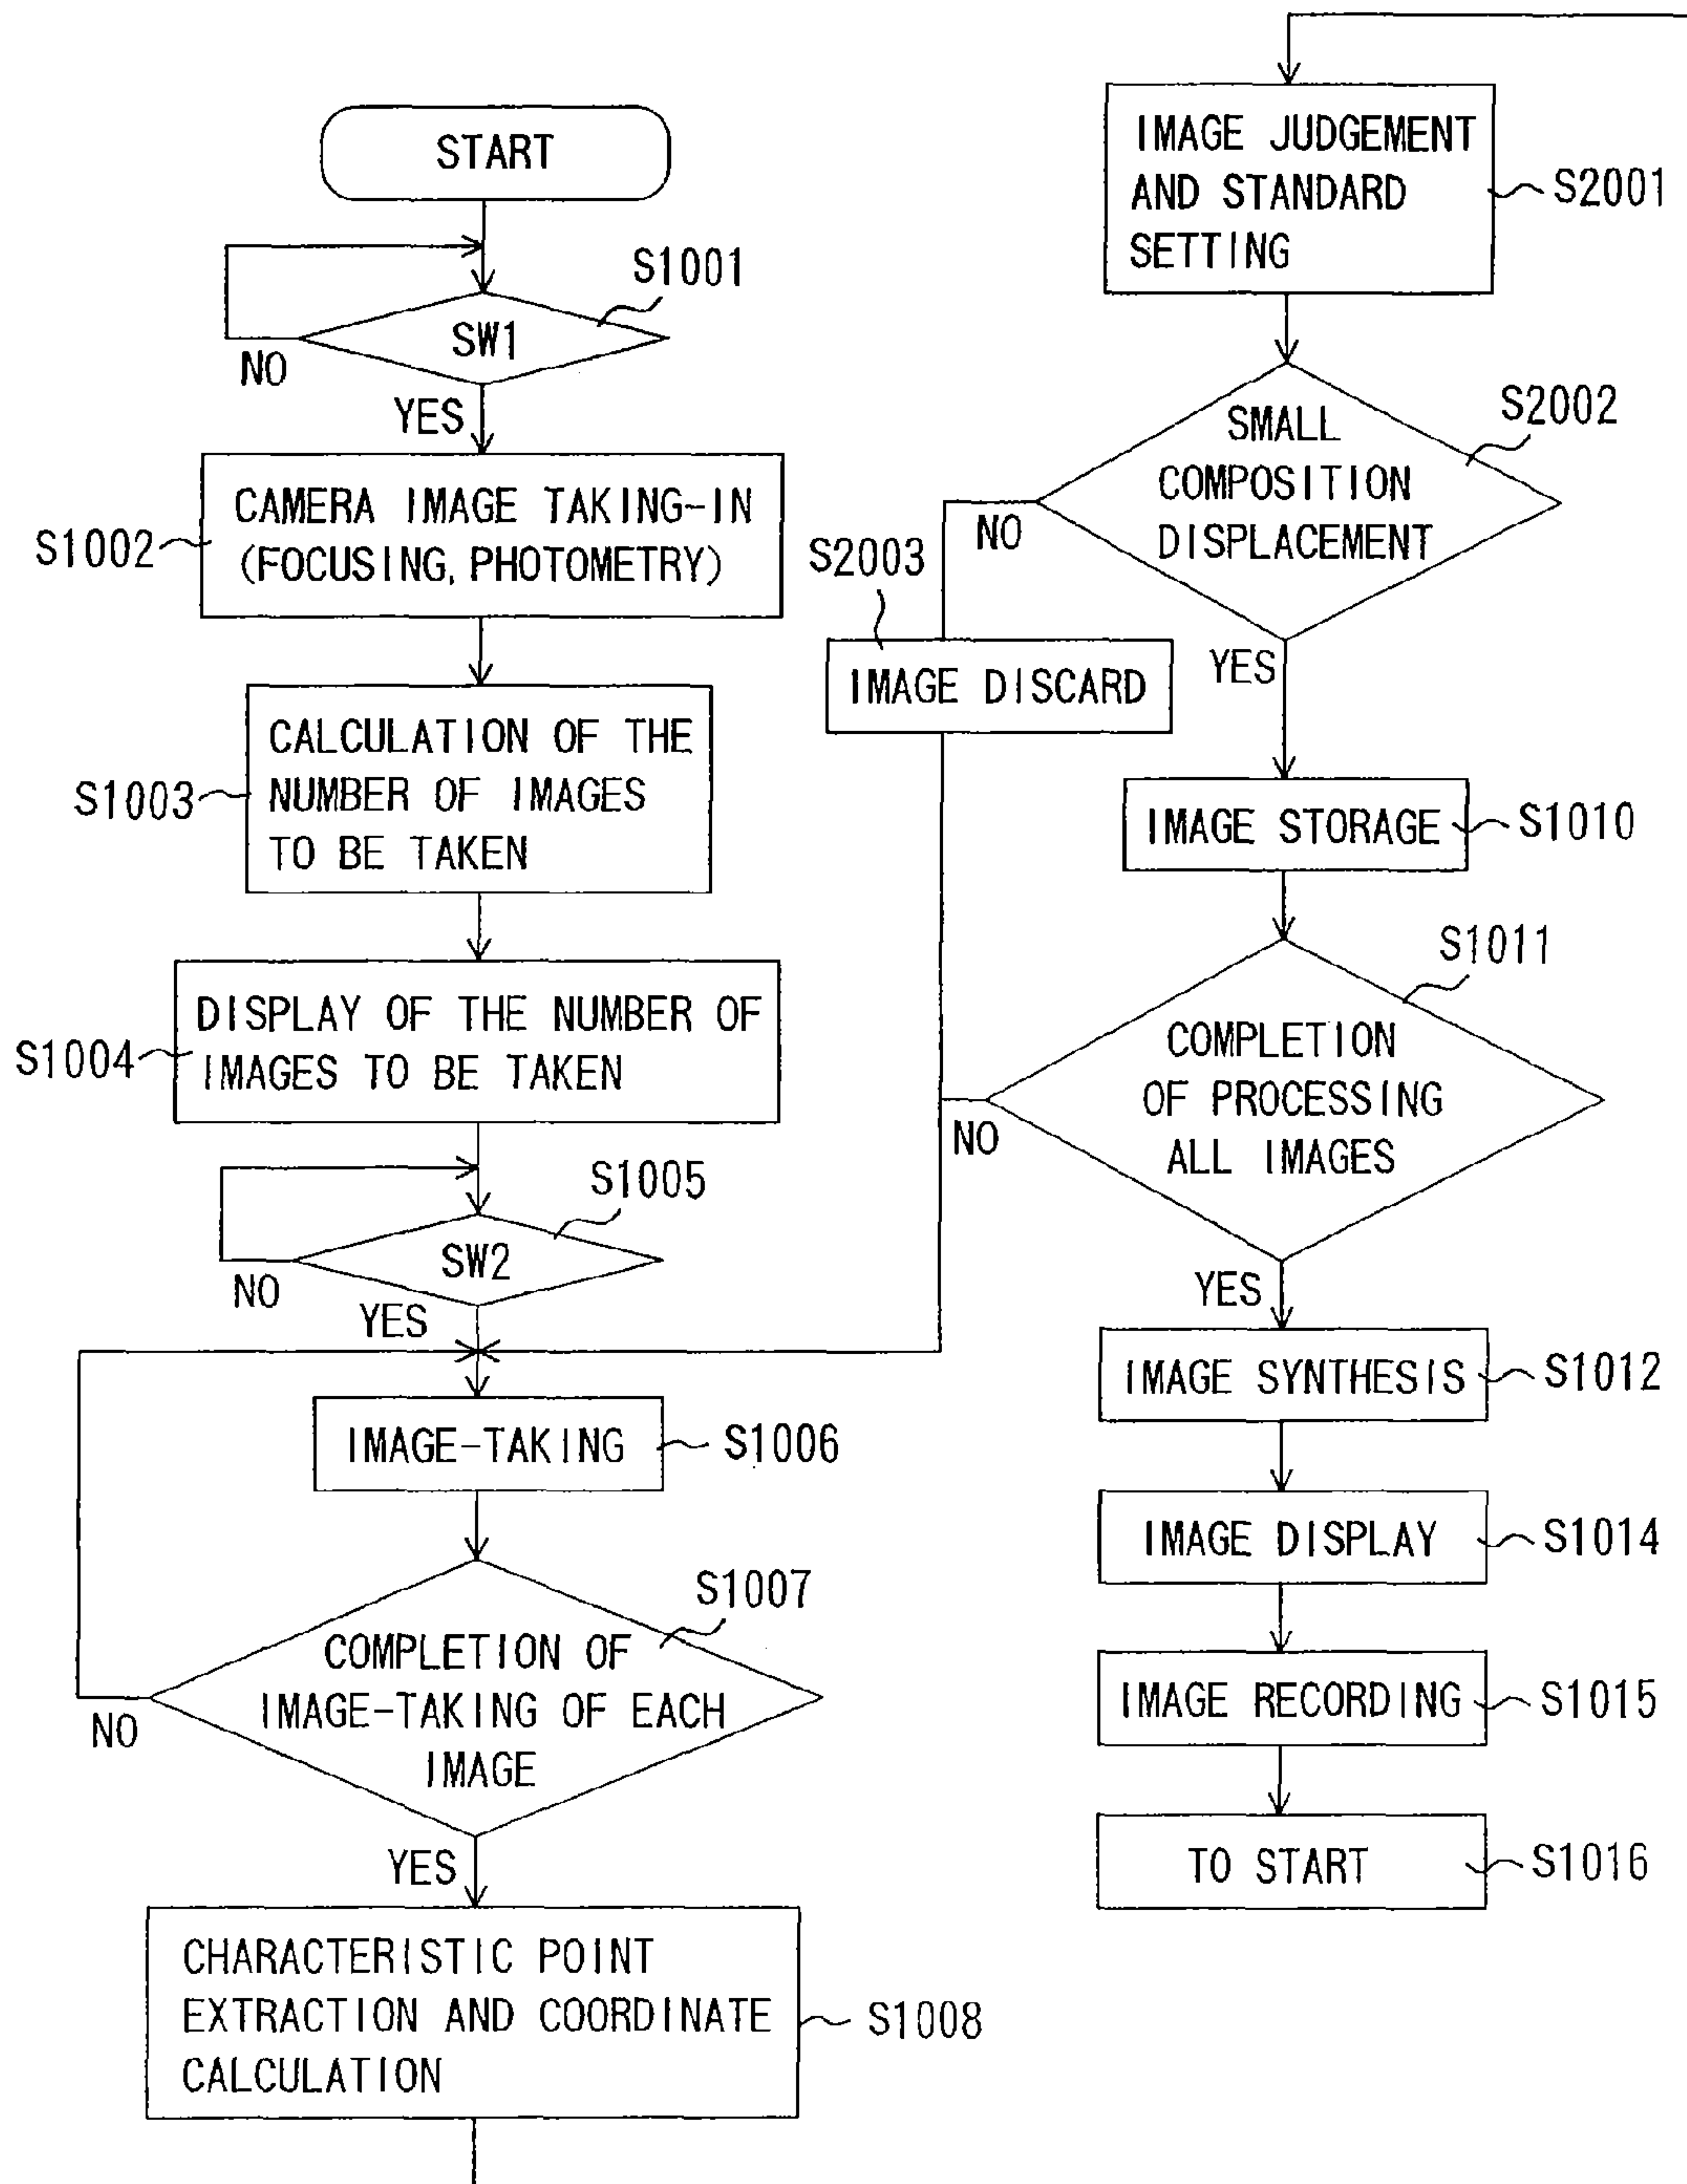 START
S1001
SW1
NO
YES
CAMERA IMAGE TAKING-IN
(FOCUSING, PHOTOMETRY)
S1002
CALCULATION OF THE
NUMBER OF IMAGES
TO BE TAKEN
S1003
DISPLAY OF THE NUMBER OF
IMAGES TO BE TAKEN
S1004
S1005
SW2
NO
YES
IMAGE-TAKING
S1006
S1007
COMPLETION OF
IMAGE-TAKING OF EACH
IMAGE
NO
YES
CHARACTERISTIC POINT
EXTRACTION AND COORDINATE
CALCULATION
S1008
IMAGE JUDGEMENT
AND STANDARD
SETTING
S2001
S2002
SMALL
COMPOSITION
DISPLACEMENT
NO
S2003
IMAGE DISCARD
YES
IMAGE STORAGE
S1010
S1011
COMPLETION
OF PROCESSING
ALL IMAGES
NO
YES
IMAGE SYNTHESIS
S1012
IMAGE DISPLAY
S1014
IMAGE RECORDING
S1015
TO START
S1016